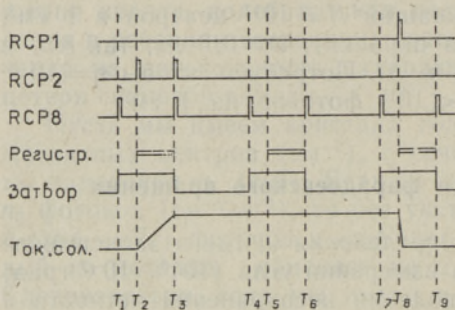 RCP1
RCP2
RCP8
Регистр.
Затвор
Ток.сол.
T1 T2 T3 T4 T5 T6 T7 T8 T9